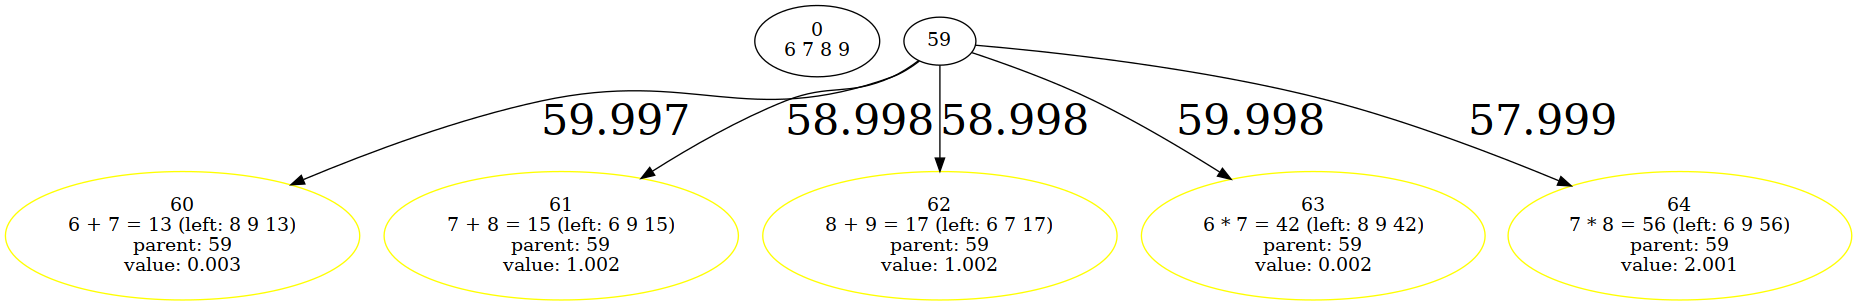 0
6 7 8 9
59
59.997
58.998
58.998
59.998
57.999
60
6 + 7 = 13 (left: 8 9 13)
parent: 59
value: 0.003
61
7 + 8 = 15 (left: 6 9 15)
parent: 59
value: 1.002
62
8 + 9 = 17 (left: 6 7 17)
parent: 59
value: 1.002
63
6 * 7 = 42 (left: 8 9 42)
parent: 59
value: 0.002
64
7 * 8 = 56 (left: 6 9 56)
parent: 59
value: 2.001